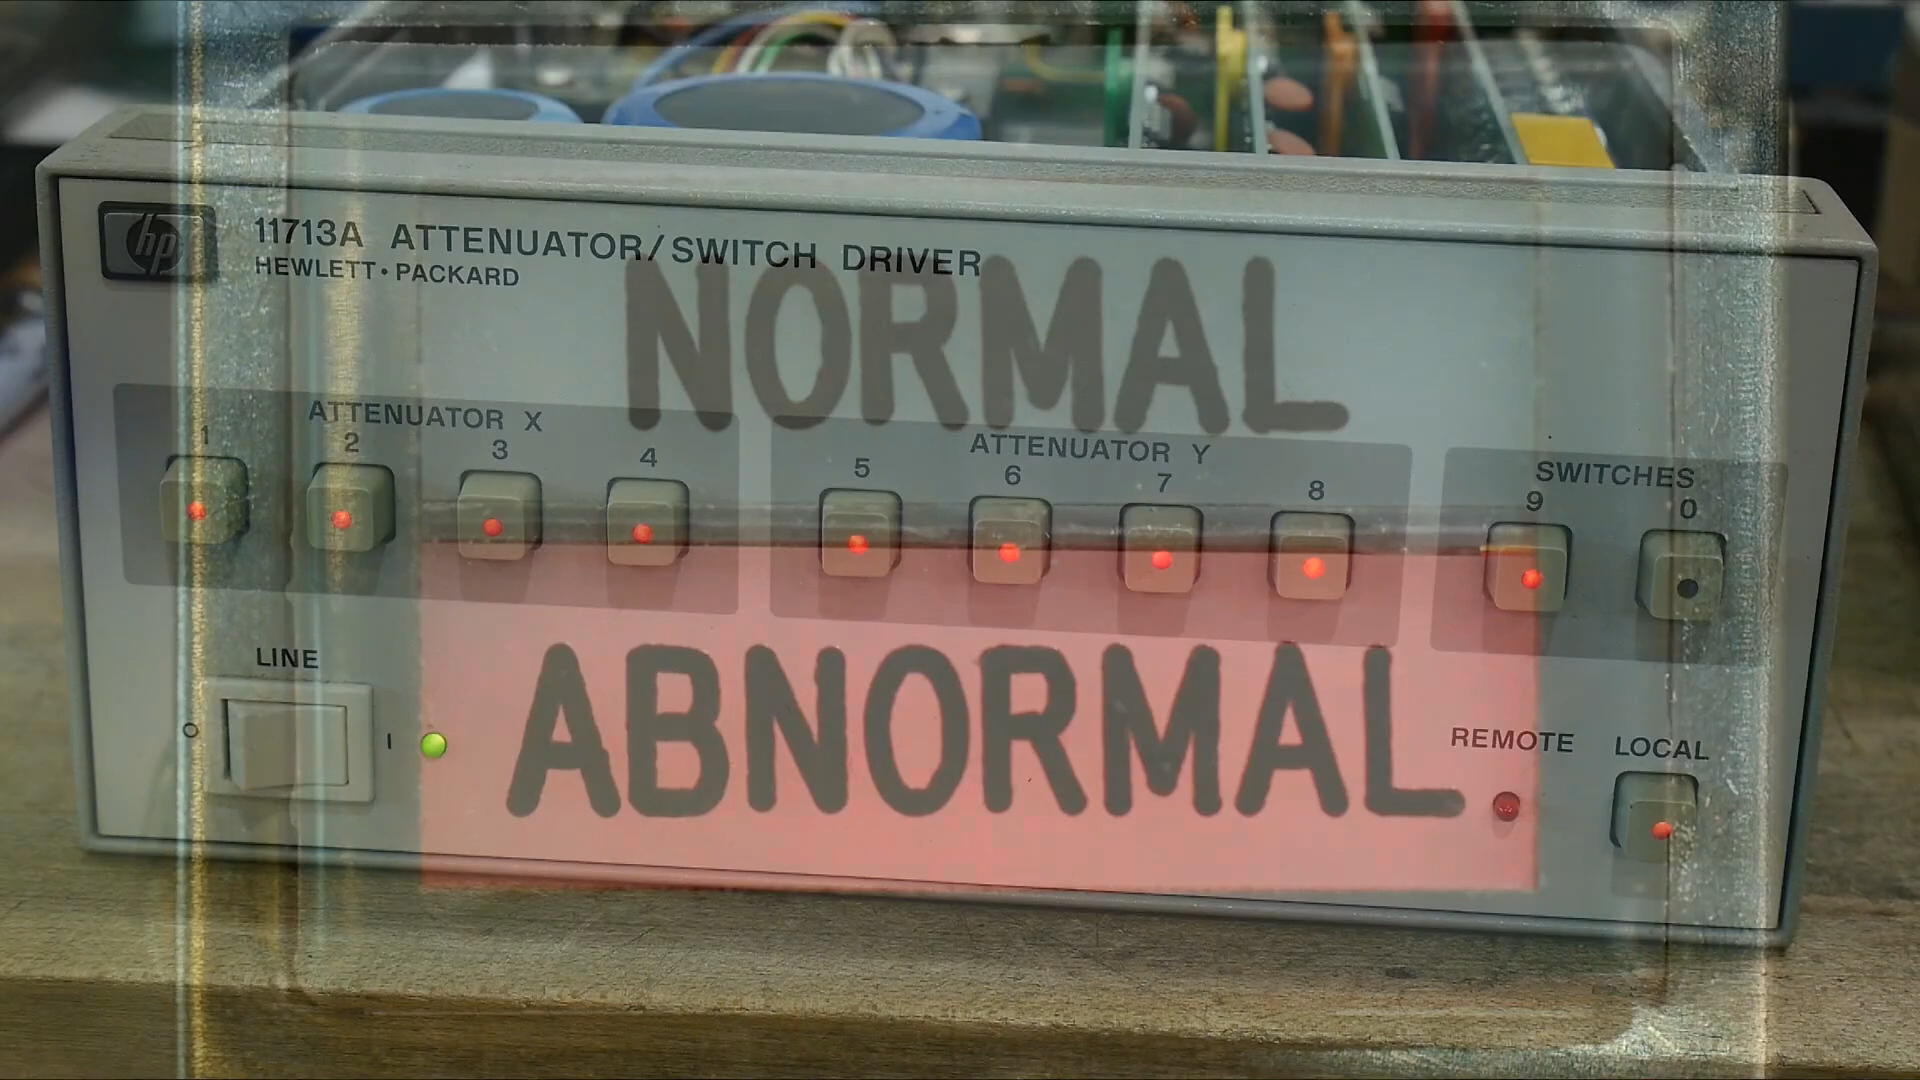 hp
11713A ATTENUATOR/SWITCH DRIVER
HEWLETT•PACKARD
NORMAL
ATTENUATOR X
1 2 3 4
ATTENUATOR Y
5 6 7 8
SWITCHES
9 0
ABNORMAL
LINE
O I
REMOTE LOCAL